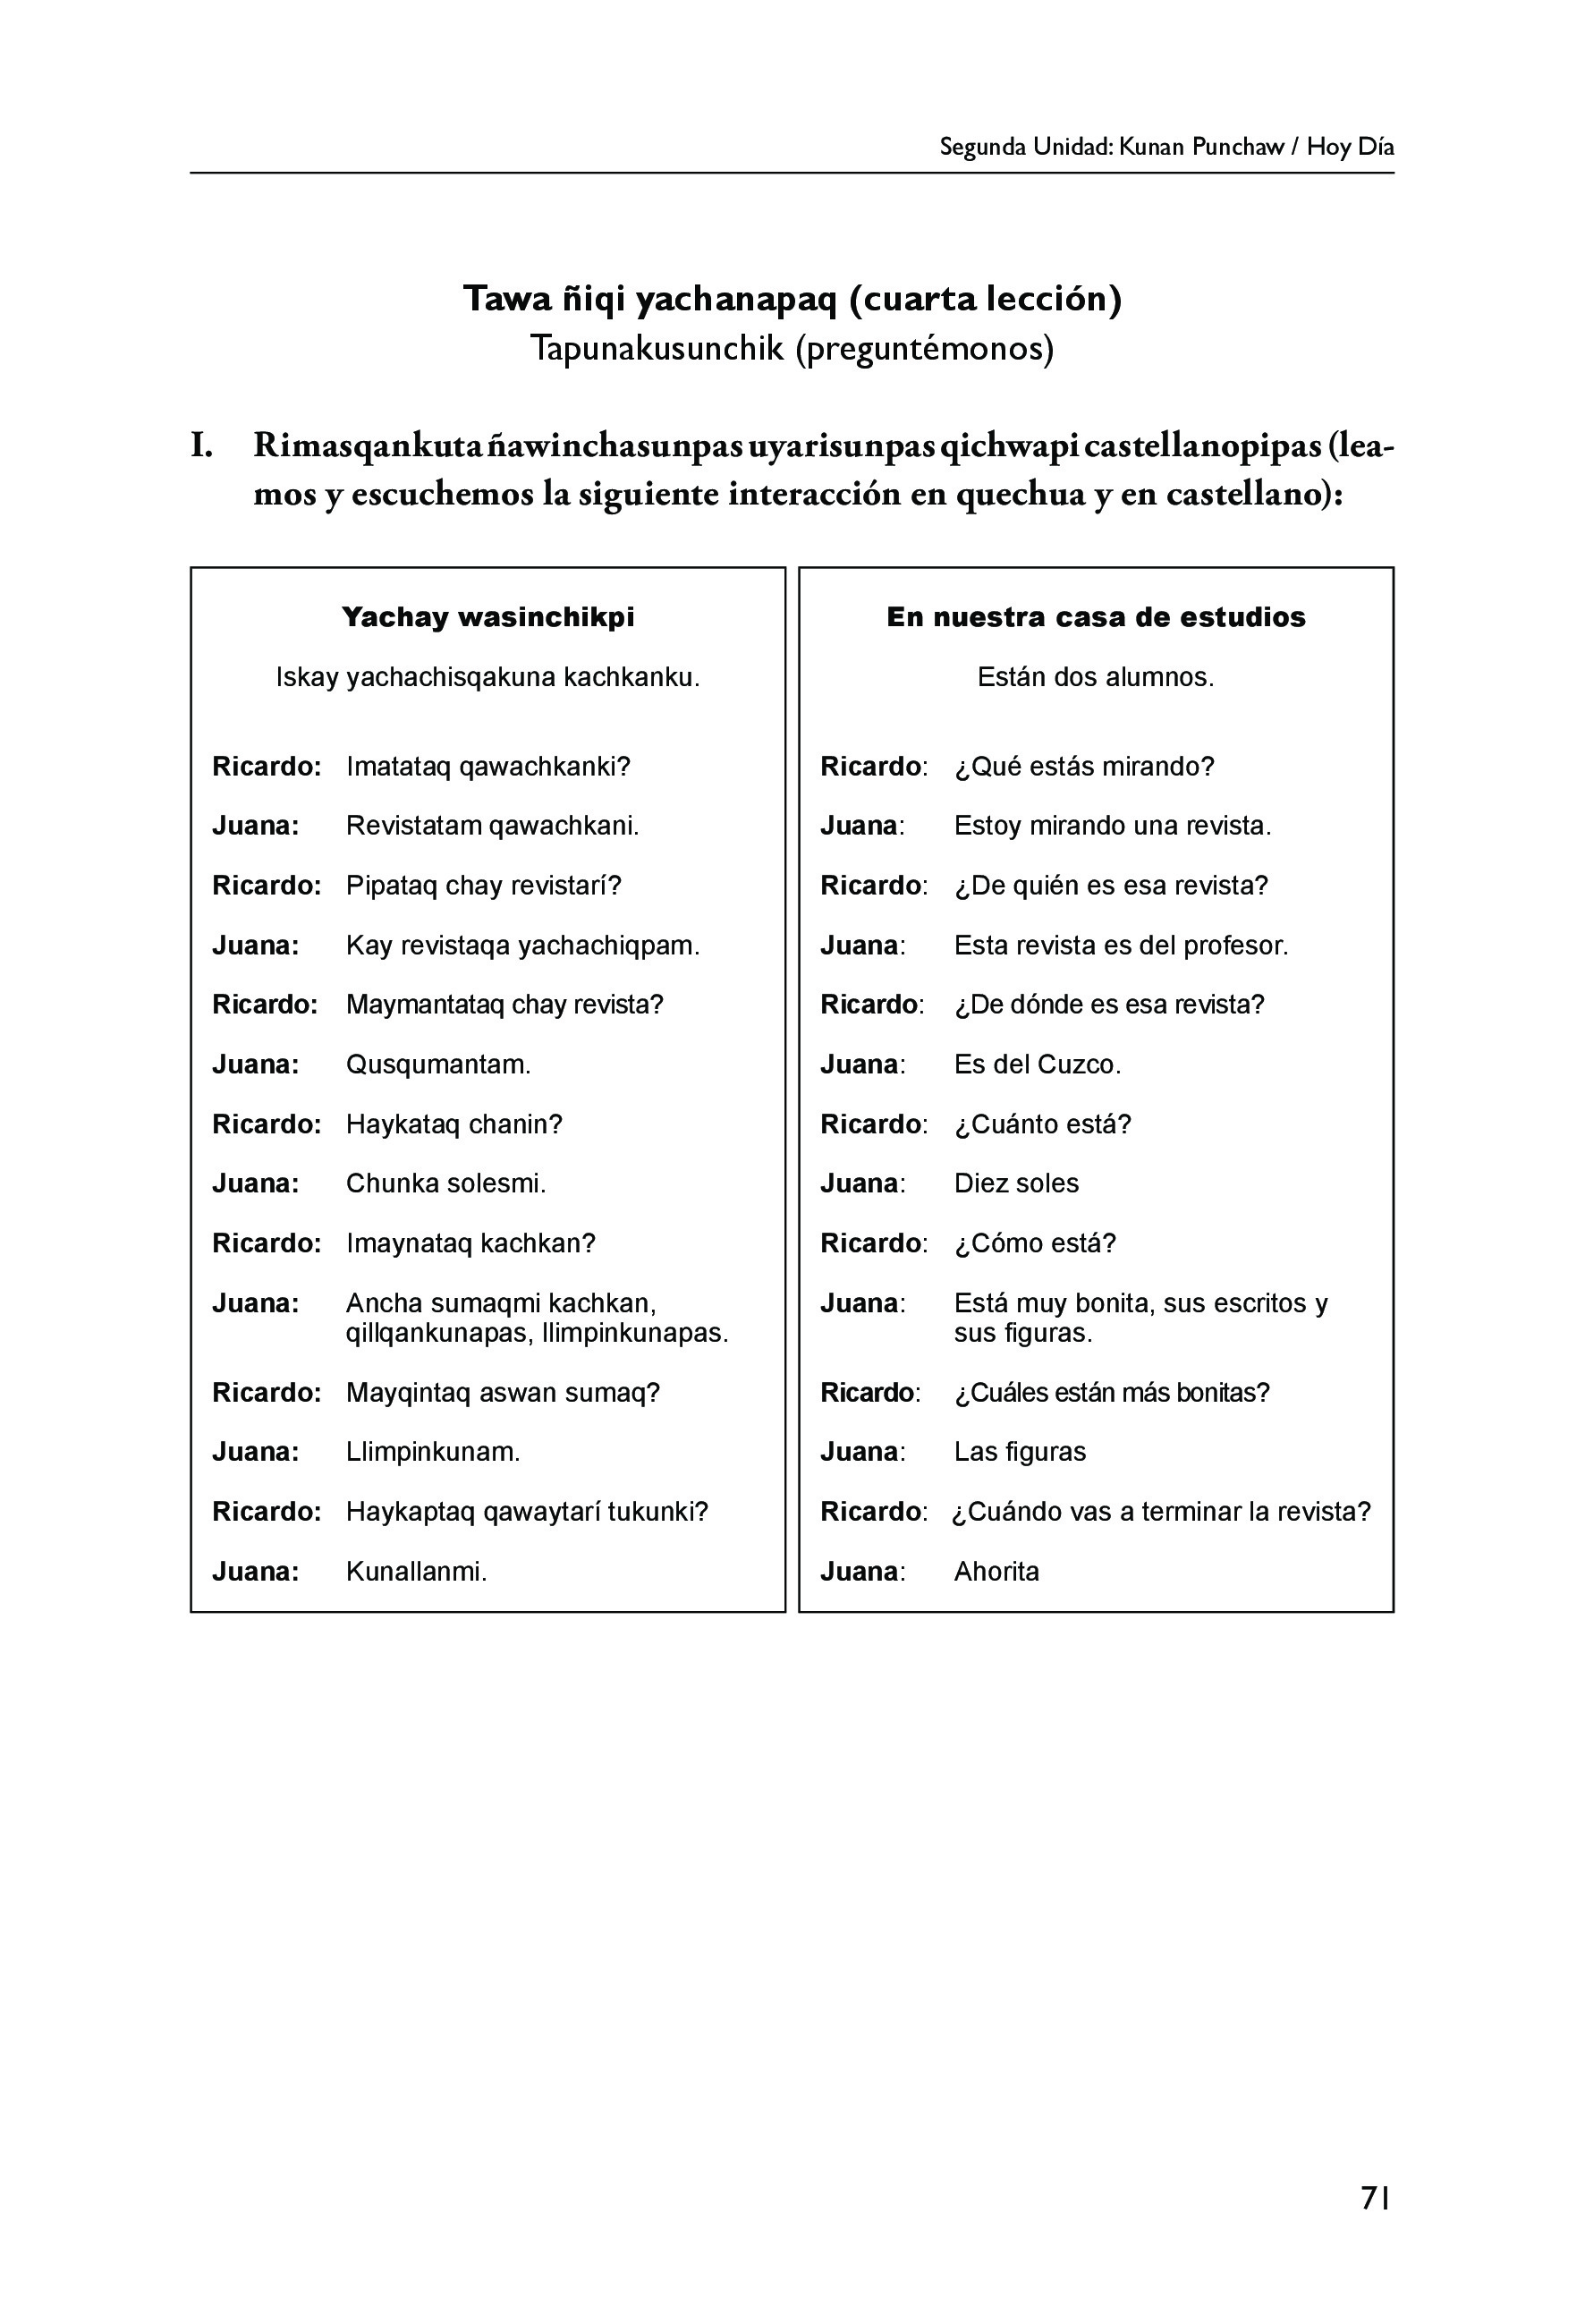 Segunda Unidad: Kunan Punchaw / Hoy Día
Tawa ñiqi yachanapaq (cuarta lección)
Tapunakusunchik (preguntémonos)
I. Rimasqankuta ñawinchasunpas uyarisunpas qichwapi castellanopipas (lea-
mos y escuchemos la siguiente interacción en quechua y en castellano):
Yachay wasinchikpi
Iskay yachachisqakuna kachkanku.
Ricardo: Imatataq qawachkanki?
Juana: Revistatam qawachkani.
Ricardo: Pipataq chay revistarí?
Juana: Kay revistaqa yachachiqpam.
Ricardo: Maymantataq chay revista?
Juana: Qusqumantam.
Ricardo: Haykataq chanin?
Juana: Chunka solesmi.
Ricardo: Imaynataq kachkan?
Juana: Ancha sumaqmi kachkan,
qillqankunapas, llimpinkunapas.
Ricardo: Mayqintaq aswan sumaq?
Juana: Llimpinkunam.
Ricardo: Haykaptaq qawaytarí tukunki?
Juana: Kunallanmi.
En nuestra casa de estudios
Están dos alumnos.
Ricardo: ¿Qué estás mirando?
Juana: Estoy mirando una revista.
Ricardo: ¿De quién es esa revista?
Juana: Esta revista es del profesor.
Ricardo: ¿De dónde es esa revista?
Juana: Es del Cuzco.
Ricardo: ¿Cuánto está?
Juana: Diez soles
Ricardo: ¿Cómo está?
Juana: Está muy bonita, sus escritos y
sus figuras.
Ricardo: ¿Cuáles están más bonitas?
Juana: Las figuras
Ricardo: ¿Cuándo vas a terminar la revista?
Juana: Ahorita
71